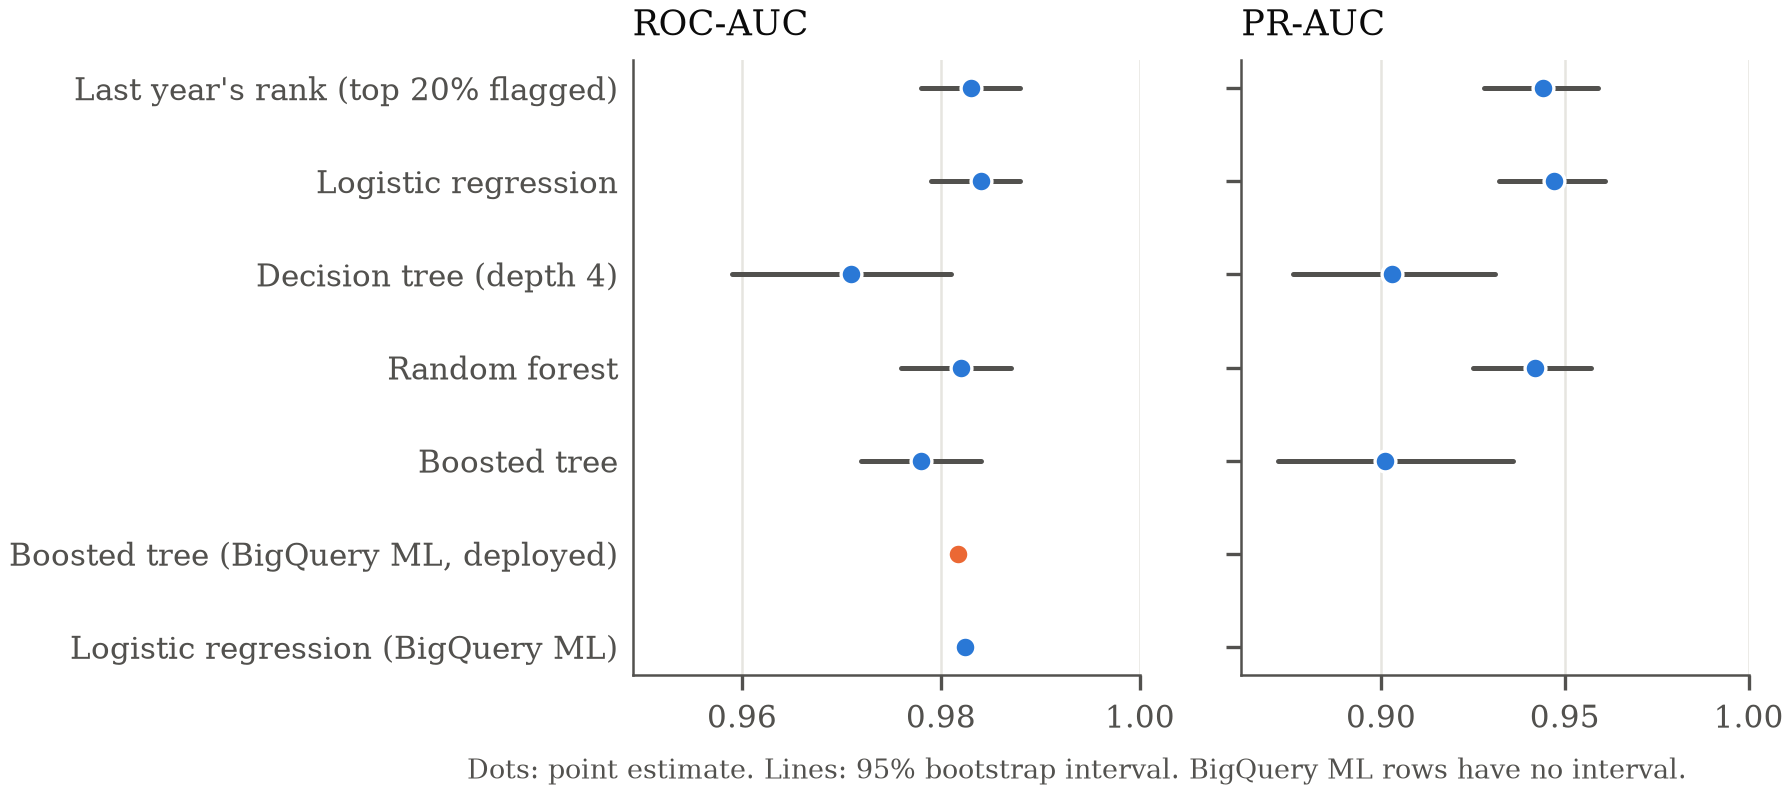 ROC-AUC
PR-AUC
Last year's rank (top 20% flagged)
Logistic regression
Decision tree (depth 4)
Random forest
Boosted tree
Boosted tree (BigQuery ML, deployed)
Logistic regression (BigQuery ML)
0.96 0.98 1.00
0.90 0.95 1.00
Dots: point estimate. Lines: 95% bootstrap interval. BigQuery ML rows have no interval.